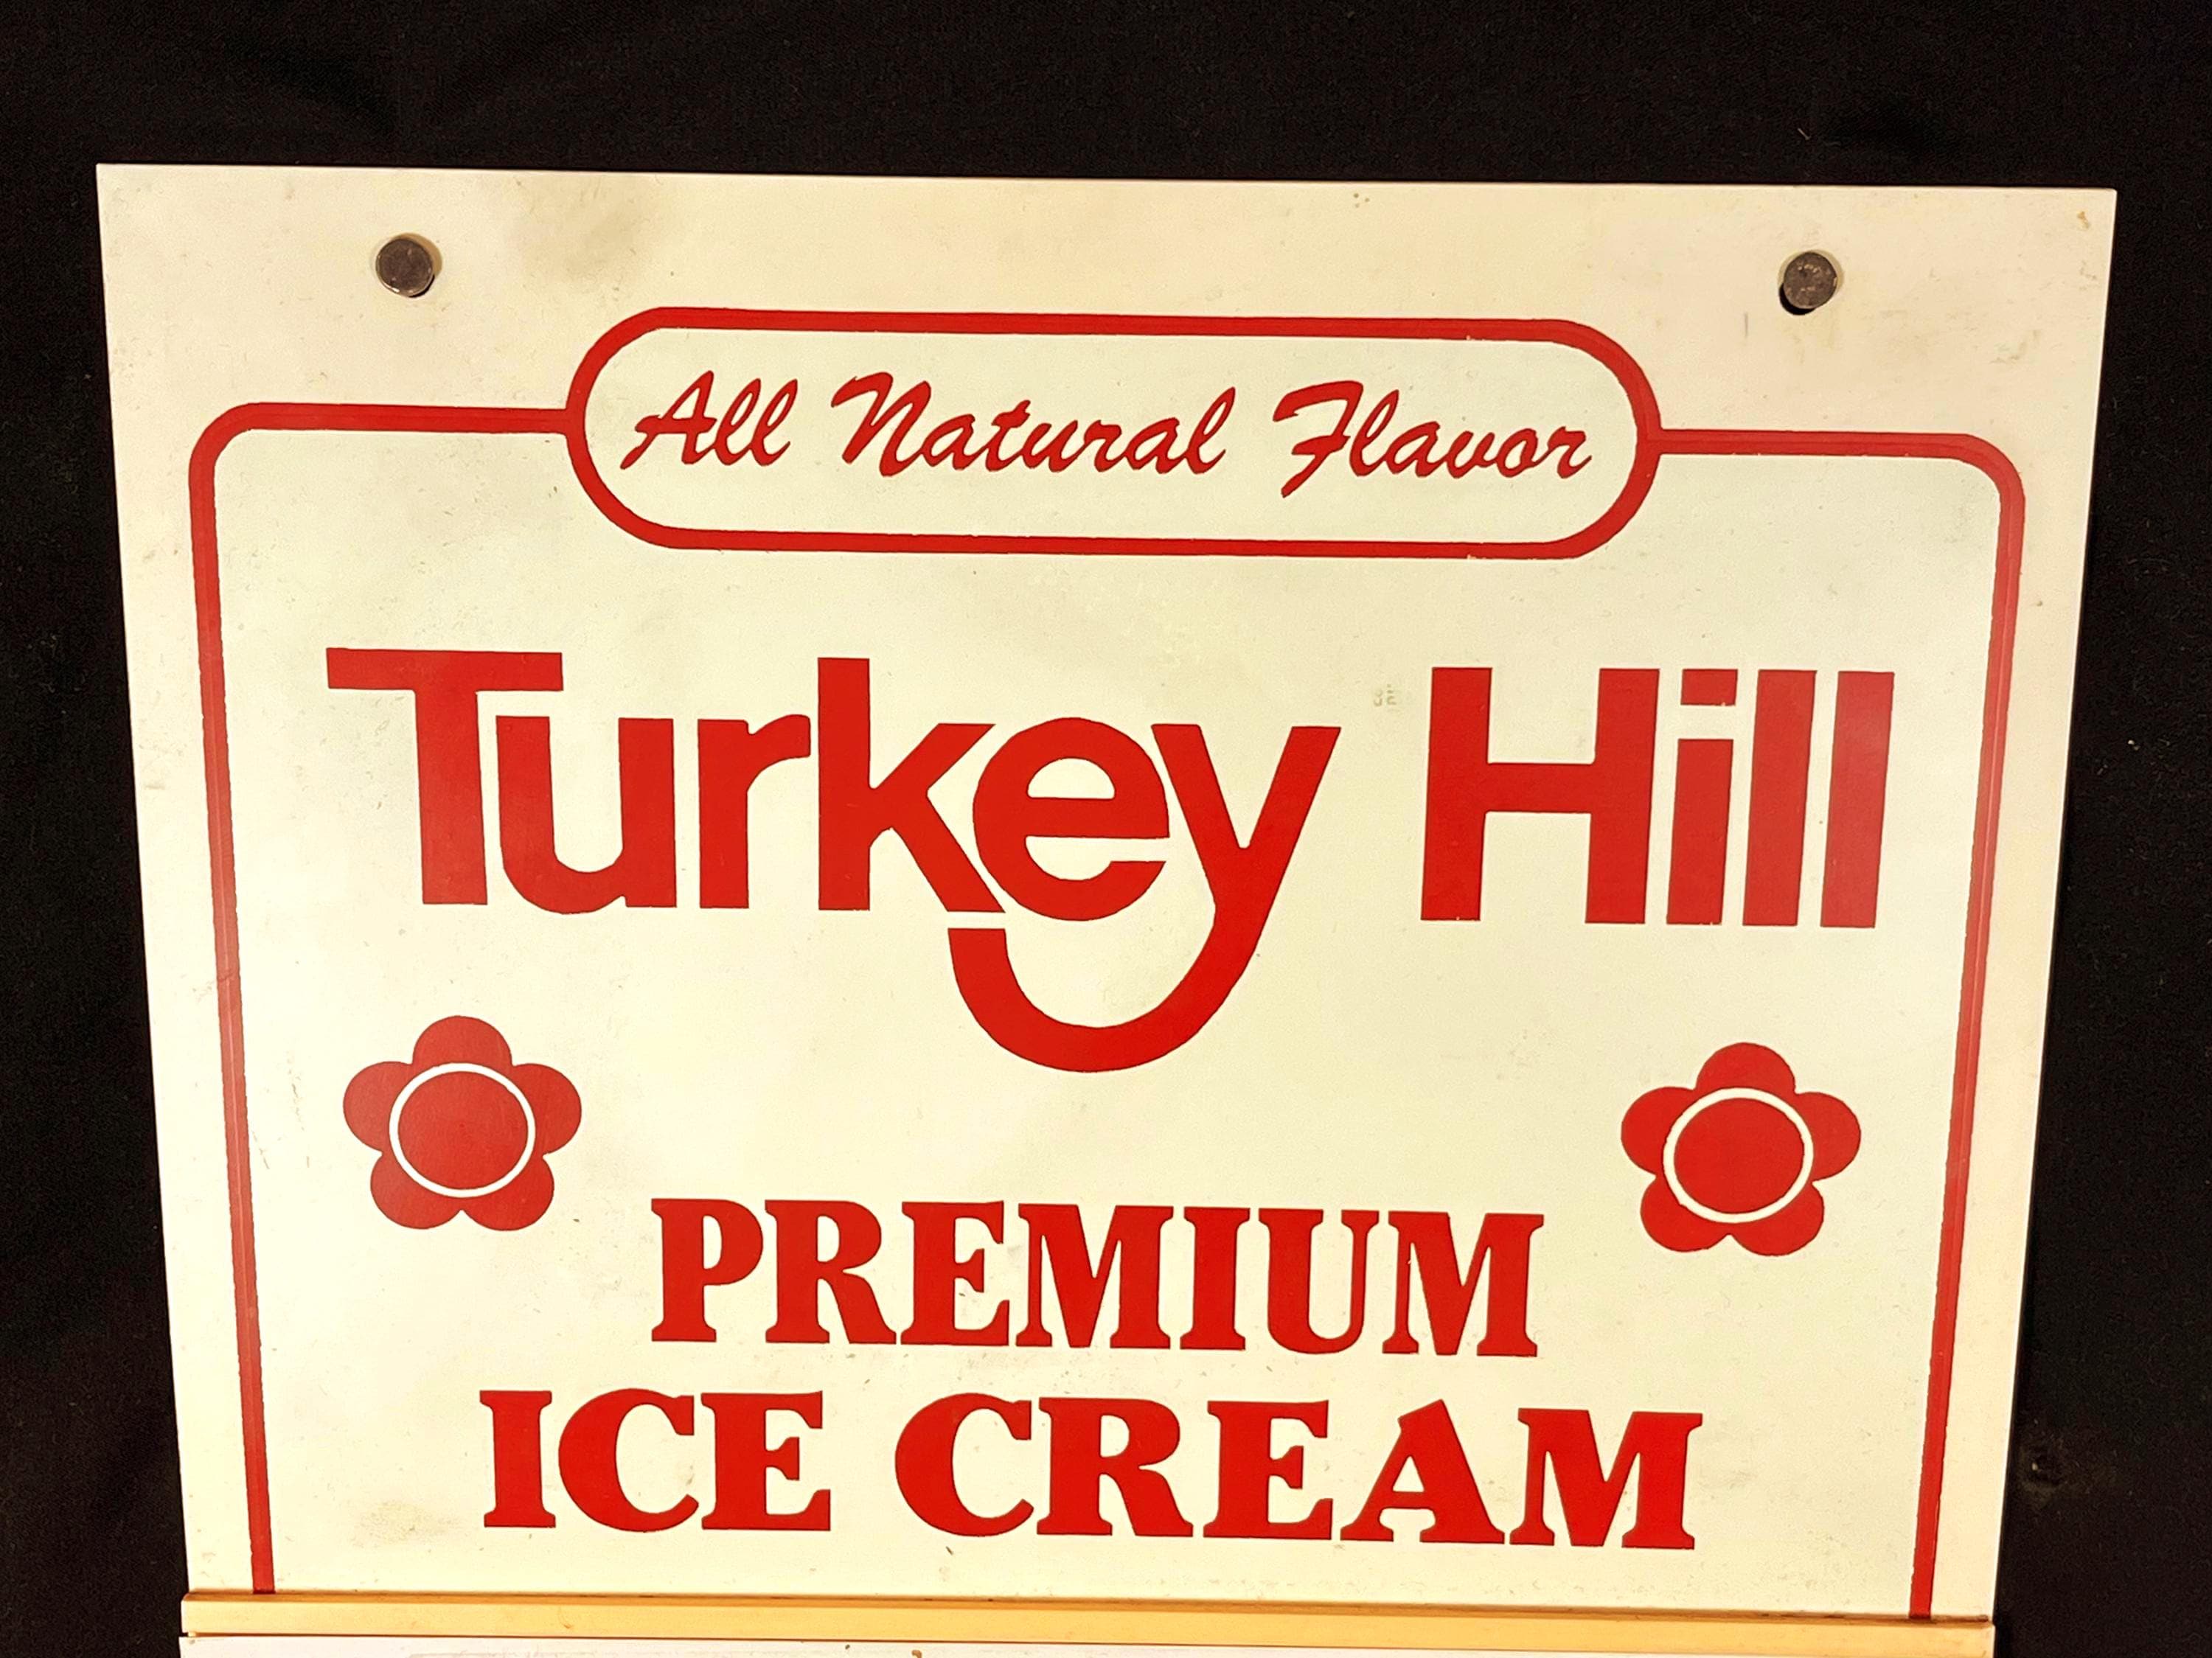 All Natural Flavor
Turkey Hill
PREMIUM
ICE CREAM